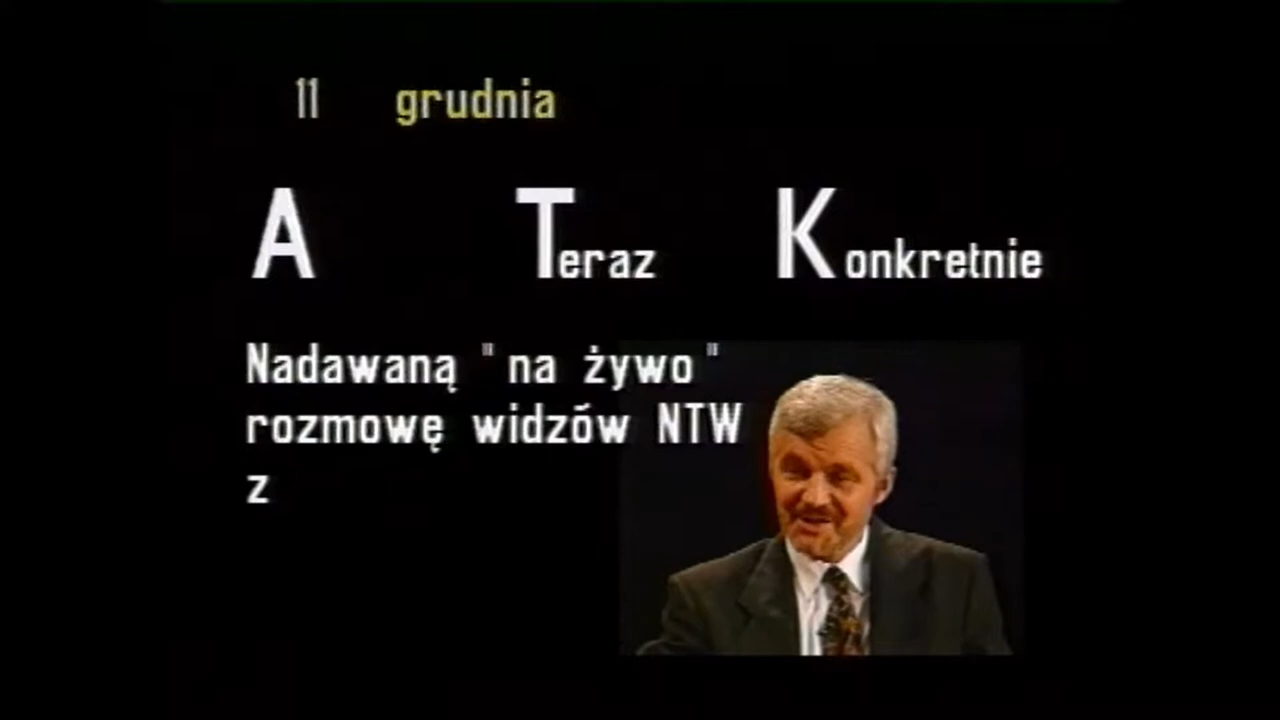 11 grudnia
A Teraz Konkretnie
Nadawaną "na żywo"
rozmowę widzów NTW
z